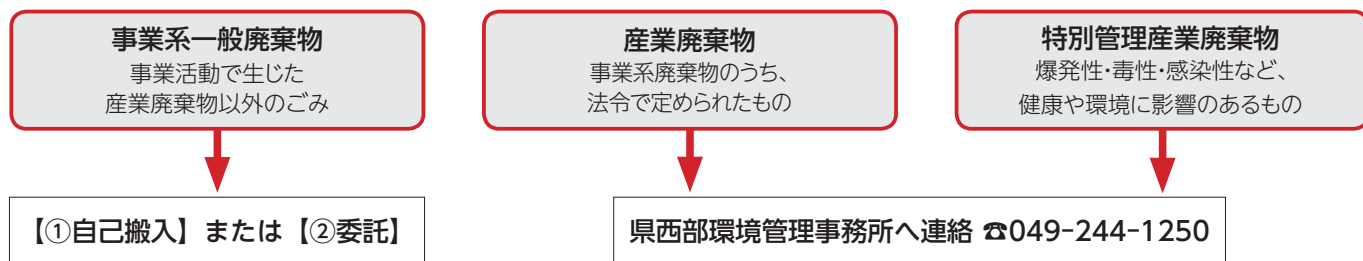 事業系一般廃棄物
事業活動で生じた
産業廃棄物以外のごみ
産業廃棄物
事業系廃棄物のうち、
法令で定められたもの
特別管理産業廃棄物
爆発性・毒性・感染性など、
健康や環境に影響のあるもの
【①自己搬入】または【②委託】
県西部環境管理事務所へ連絡 ☎049-244-1250